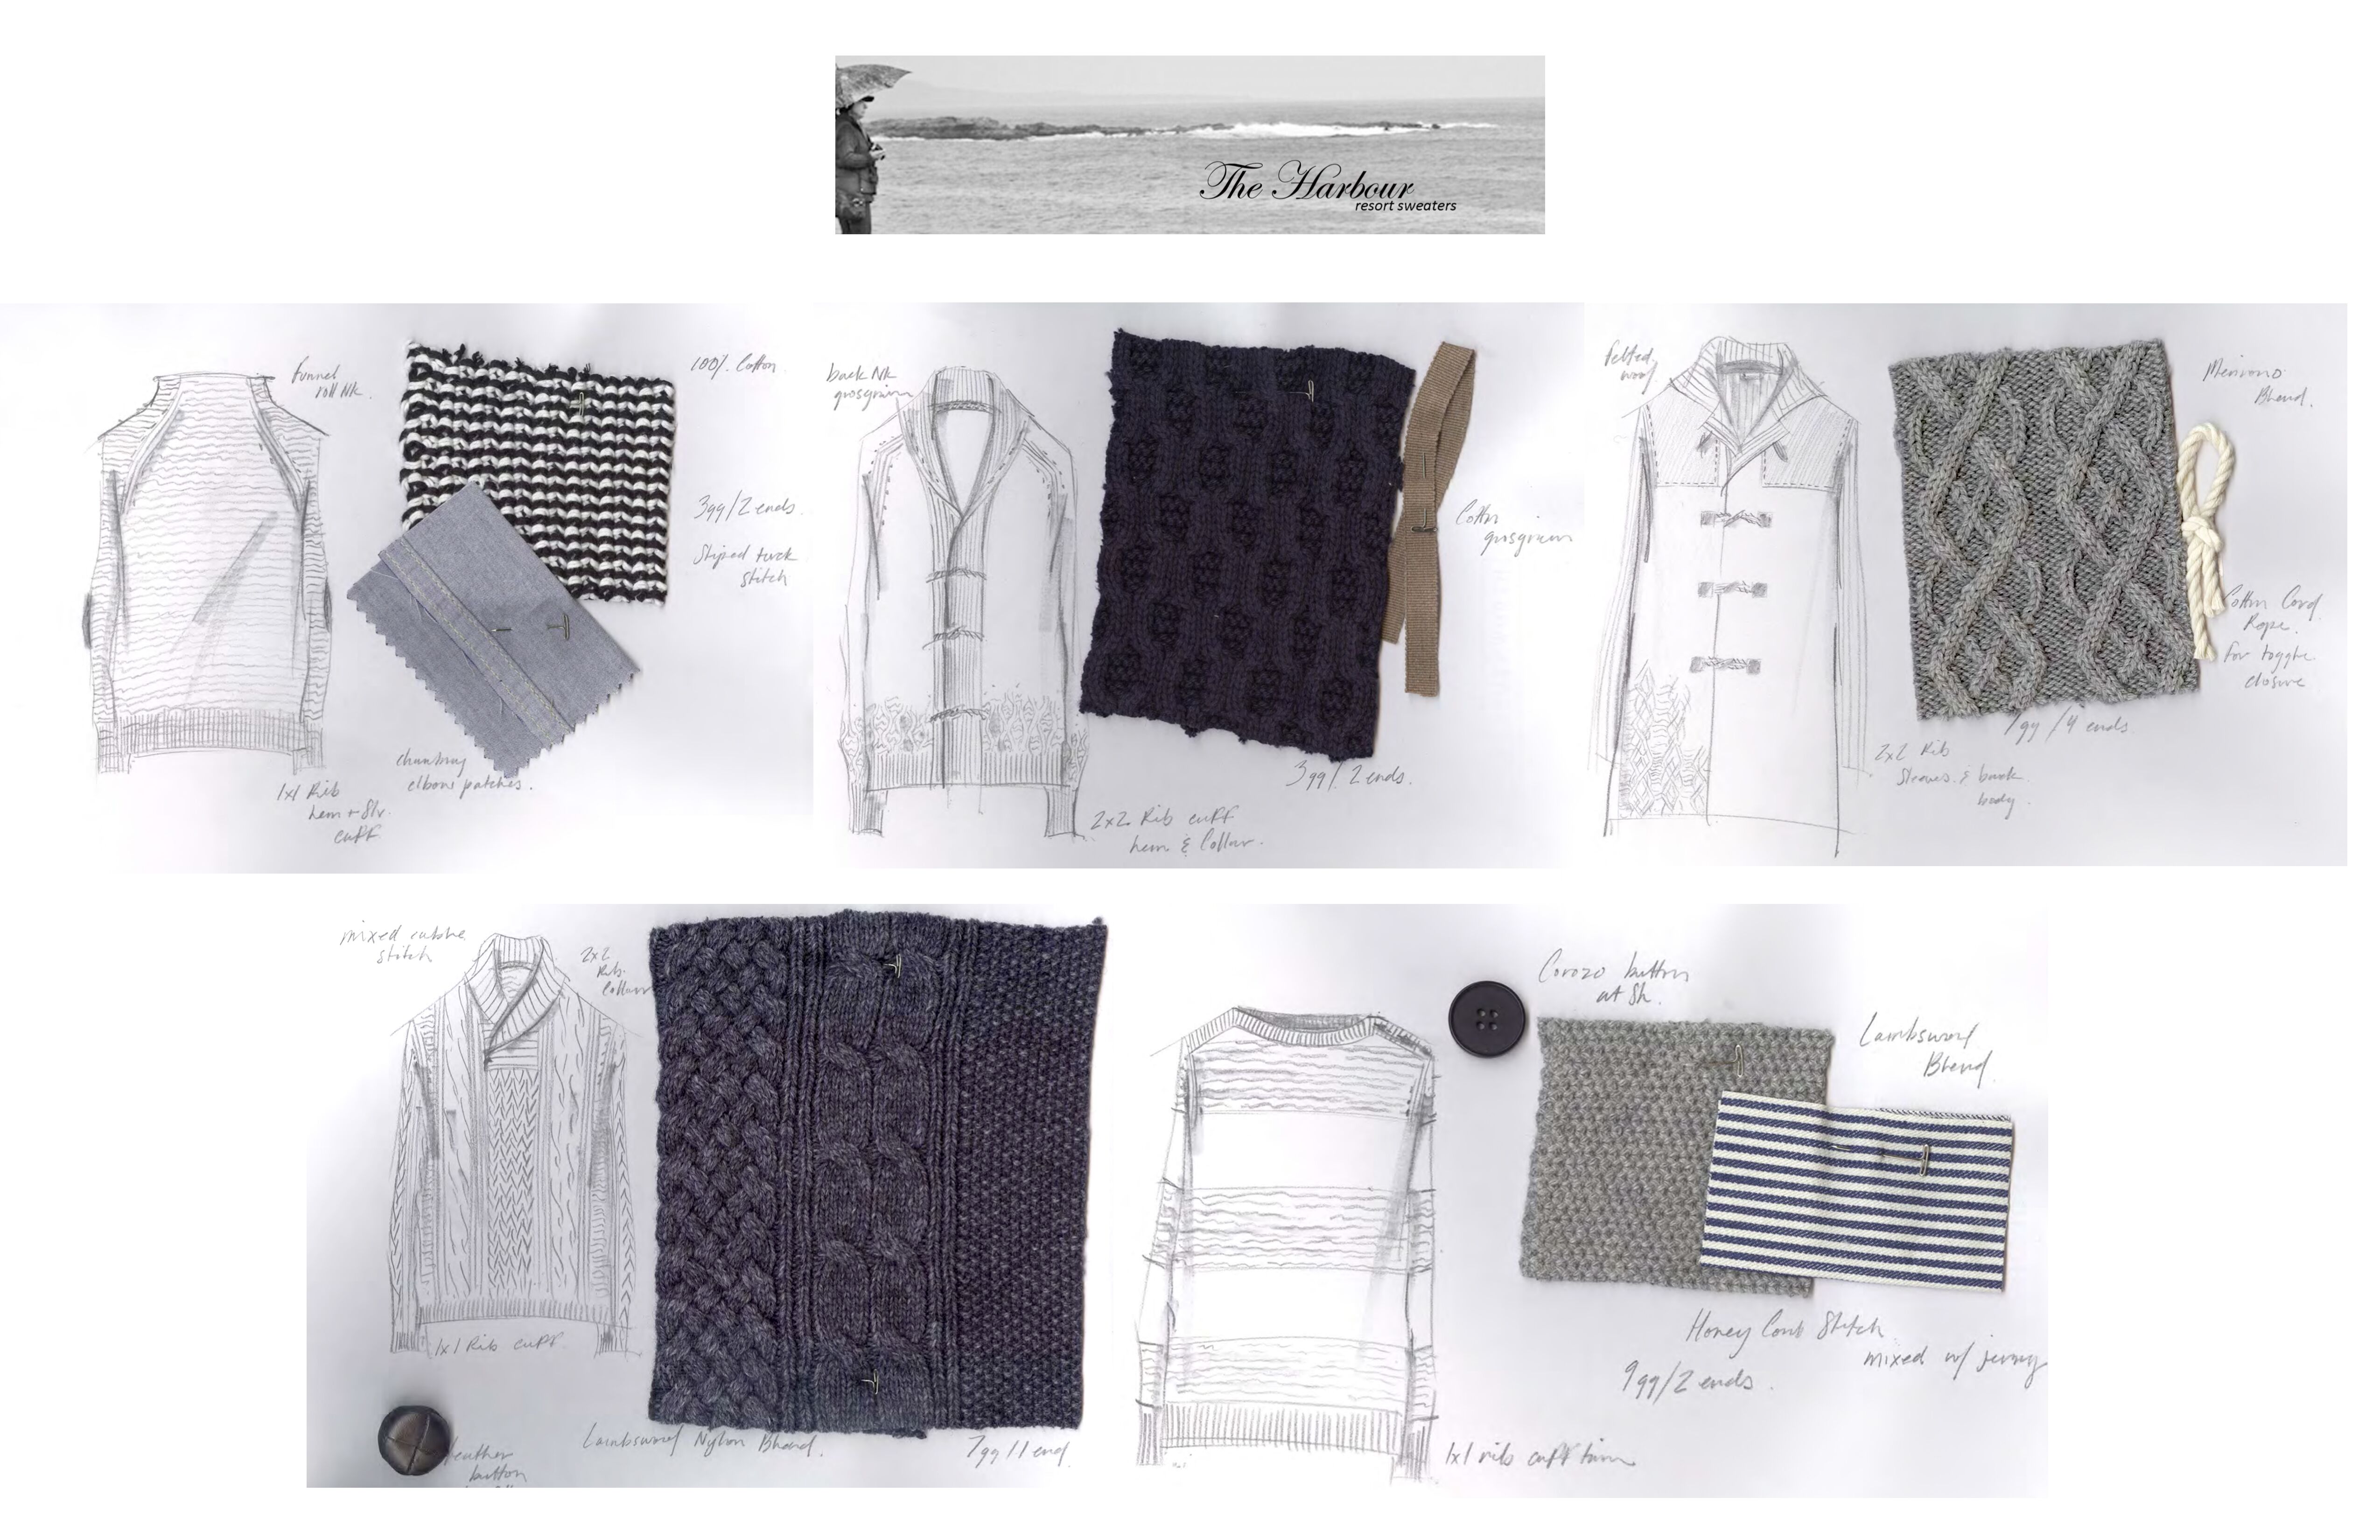 The Harbour
resort sweaters
funnel
roll Nk.
100% Cotton
3gg/2 ends.
Striped tuck
stitch
chambray
elbow patches.
1x1 Rib
hem + Slv.
cuff.
back Nk
grosgrain
Cotton
grosgrain
3gg/2 ends.
2x2 Rib cuff
hem & Collar.
felted
wool
Merino
Blend.
Cotton Cord
Rope.
for toggle
closure
7gg/4 ends
2x2 Rib
Sleeves & back
body.
mixed cable
stitch
2x2
Rib
Collar
1x1 Rib cuff.
leather
button
Lambswool Nylon Blend.
7gg/1 end
Corozo button
at Sh.
Lambswool
Blend.
Honey Comb Stitch
mixed w/ jersey
9gg/2 ends.
1x1 rib cuff trim